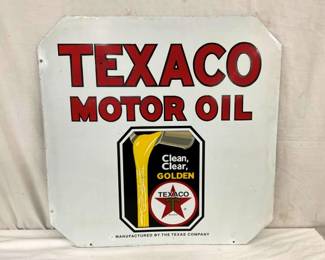 TEXACO
MOTOR OIL
Clean,
Clear,
GOLDEN
TEXACO
T
MANUFACTURED BY THE TEXAS COMPANY